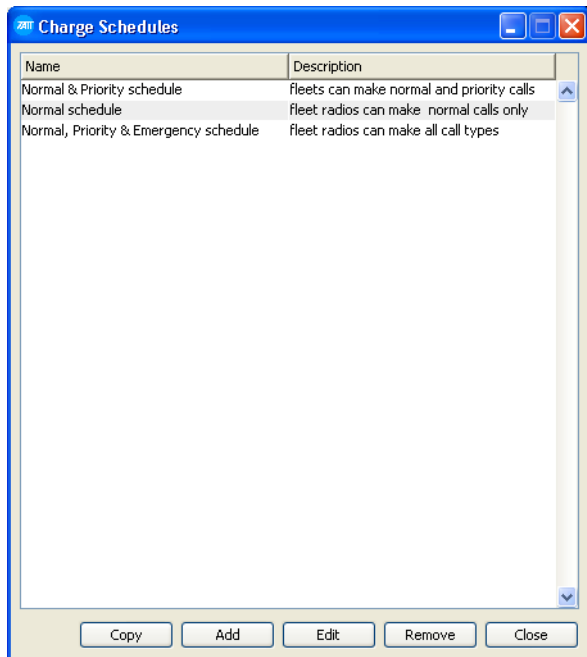 TAIT Charge Schedules
Name Description
Normal & Priority schedule fleets can make normal and priority calls
Normal schedule fleet radios can make  normal calls only
Normal, Priority & Emergency schedule fleet radios can make all call types
Copy Add Edit Remove Close